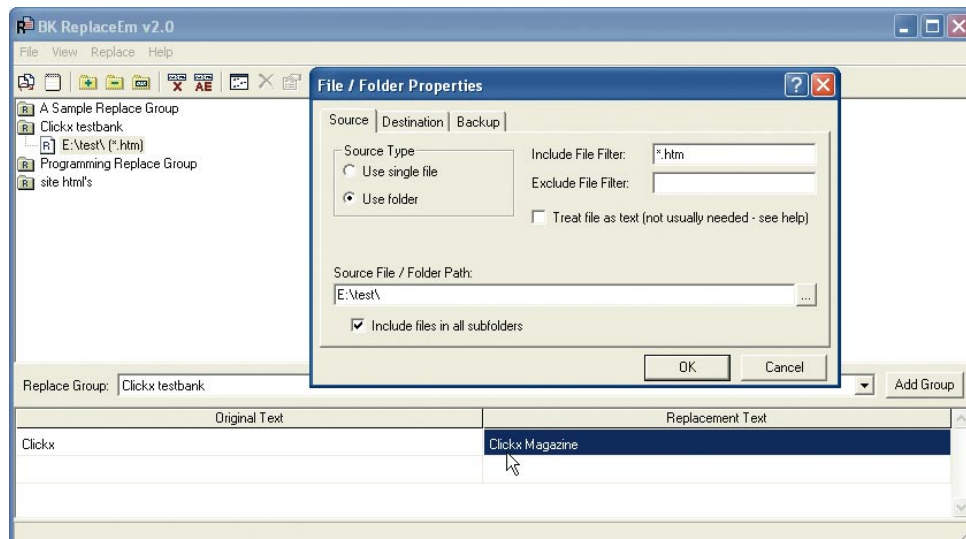 BK ReplaceEm v2.0
File View Replace Help
A Sample Replace Group
Clickx testbank
E:\test\ (*.htm)
Programming Replace Group
site html's
File / Folder Properties
Source Destination Backup
Source Type
Use single file
Use folder
Include File Filter: *.htm
Exclude File Filter:
Treat file as text (not usually needed - see help)
Source File / Folder Path:
E:\test\
...
Include files in all subfolders
OK Cancel
Replace Group: Clickx testbank Add Group
Original Text Replacement Text
Clickx Clickx Magazine